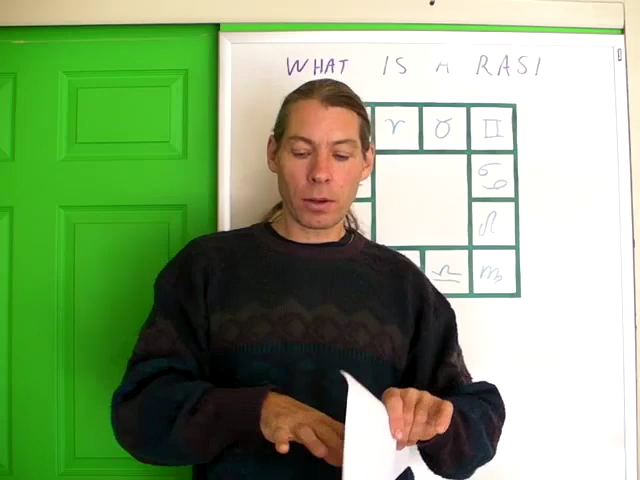 WHAT IS A RASI
♈ ♉ ♊
♋
♌
♎ ♍